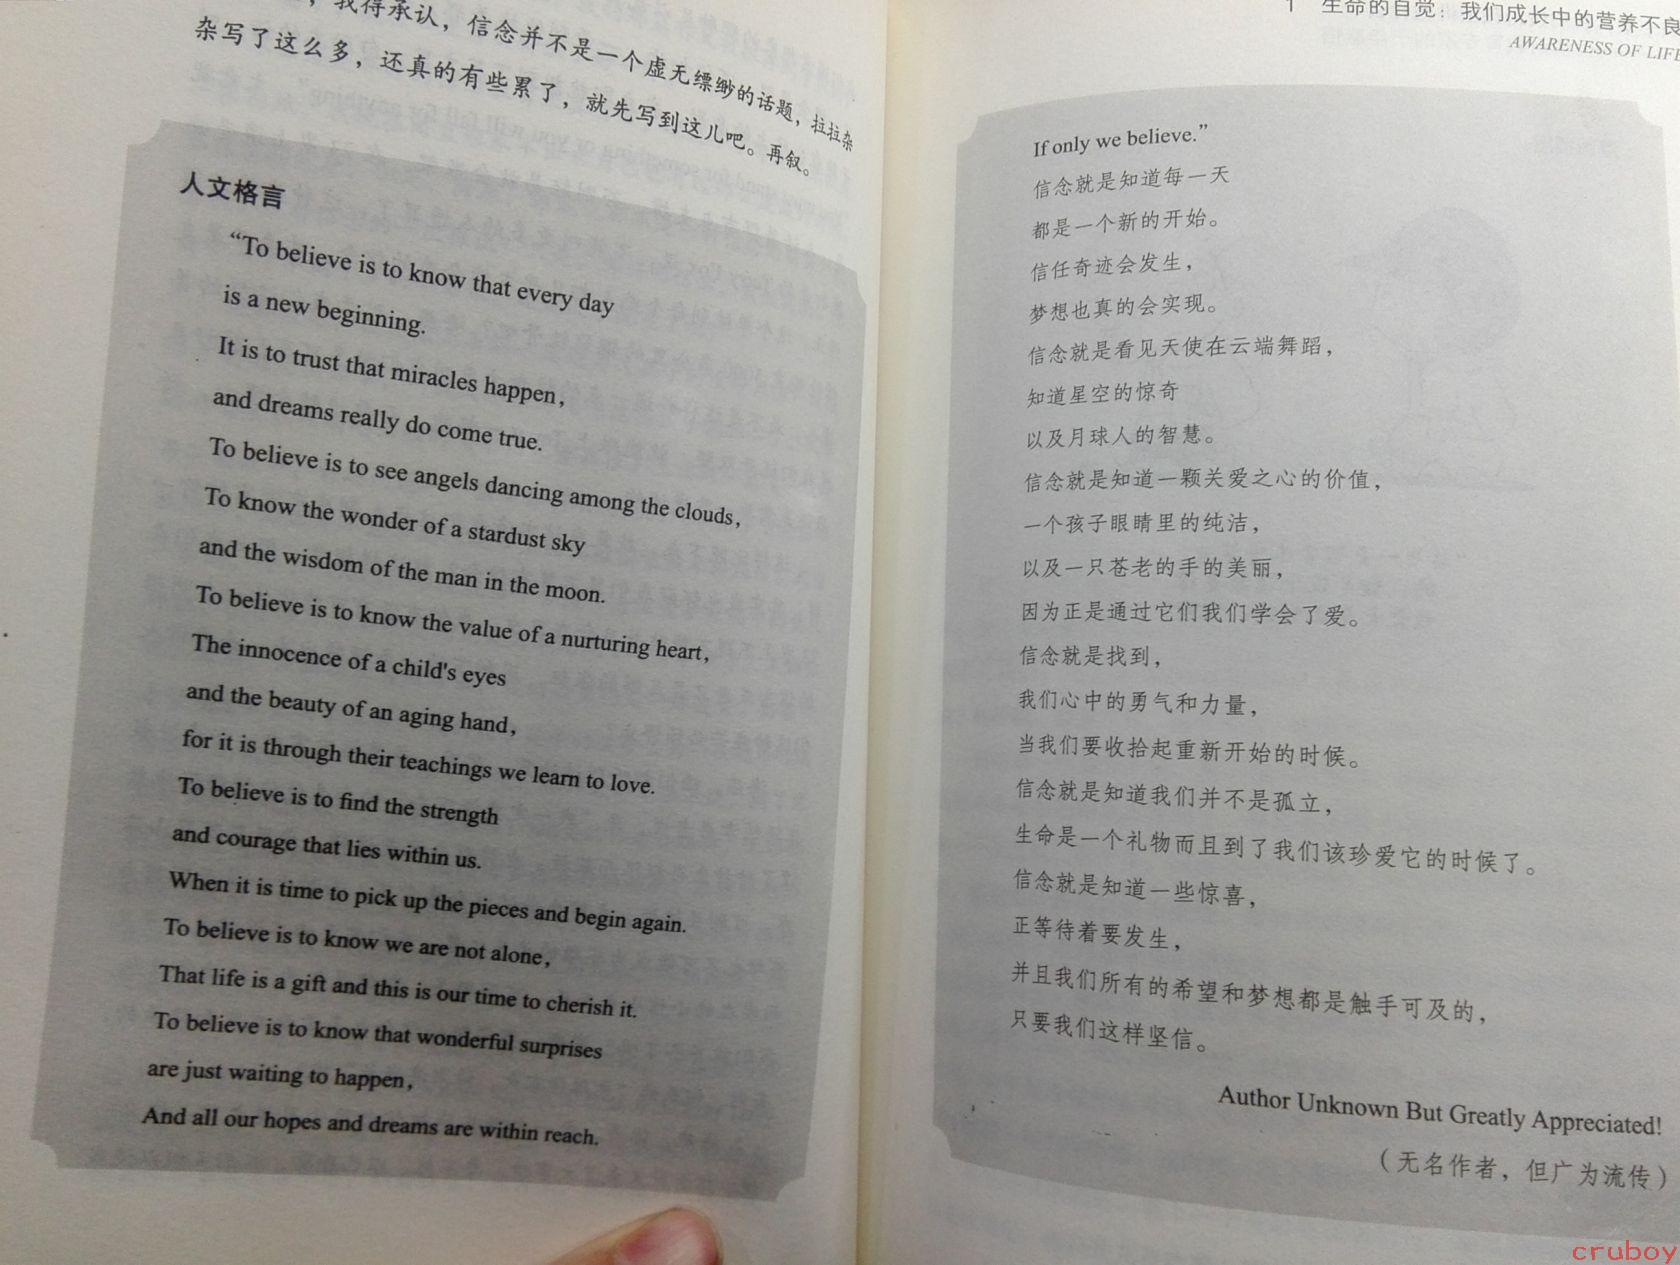 我得承认，信念并不是一个虚无缥缈的话题，拉拉杂
杂写了这么多，还真的有些累了，就先写到这儿吧。再叙。
人文格言
“To believe is to know that every day
is a new beginning.
It is to trust that miracles happen,
and dreams really do come true.
To believe is to see angels dancing among the clouds,
To know the wonder of a stardust sky
and the wisdom of the man in the moon.
To believe is to know the value of a nurturing heart,
The innocence of a child's eyes
and the beauty of an aging hand,
for it is through their teachings we learn to love.
To believe is to find the strength
and courage that lies within us.
When it is time to pick up the pieces and begin again.
To believe is to know we are not alone,
That life is a gift and this is our time to cherish it.
To believe is to know that wonderful surprises
are just waiting to happen,
And all our hopes and dreams are within reach.
1 生命的自觉：我们成长中的营养不良
AWARENESS OF LIFE
If only we believe.”
信念就是知道每一天
都是一个新的开始。
信任奇迹会发生，
梦想也真的会实现。
信念就是看见天使在云端舞蹈，
知道星空的惊奇
以及月球人的智慧。
信念就是知道一颗关爱之心的价值，
一个孩子眼睛里的纯洁，
以及一只苍老的手的美丽，
因为正是通过它们我们学会了爱。
信念就是找到，
我们心中的勇气和力量，
当我们要收拾起重新开始的时候。
信念就是知道我们并不是孤立，
生命是一个礼物而且到了我们该珍爱它的时候了。
信念就是知道一些惊喜，
正等待着要发生，
并且我们所有的希望和梦想都是触手可及的，
只要我们这样坚信。
Author Unknown But Greatly Appreciated!
（无名作者，但广为流传）
cruboy